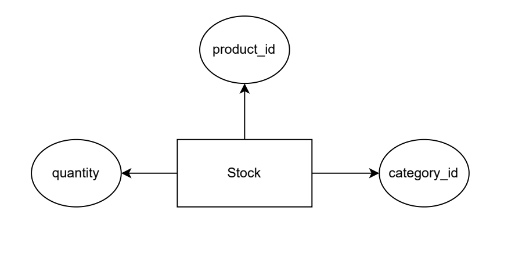 product_id
quantity
Stock
category_id